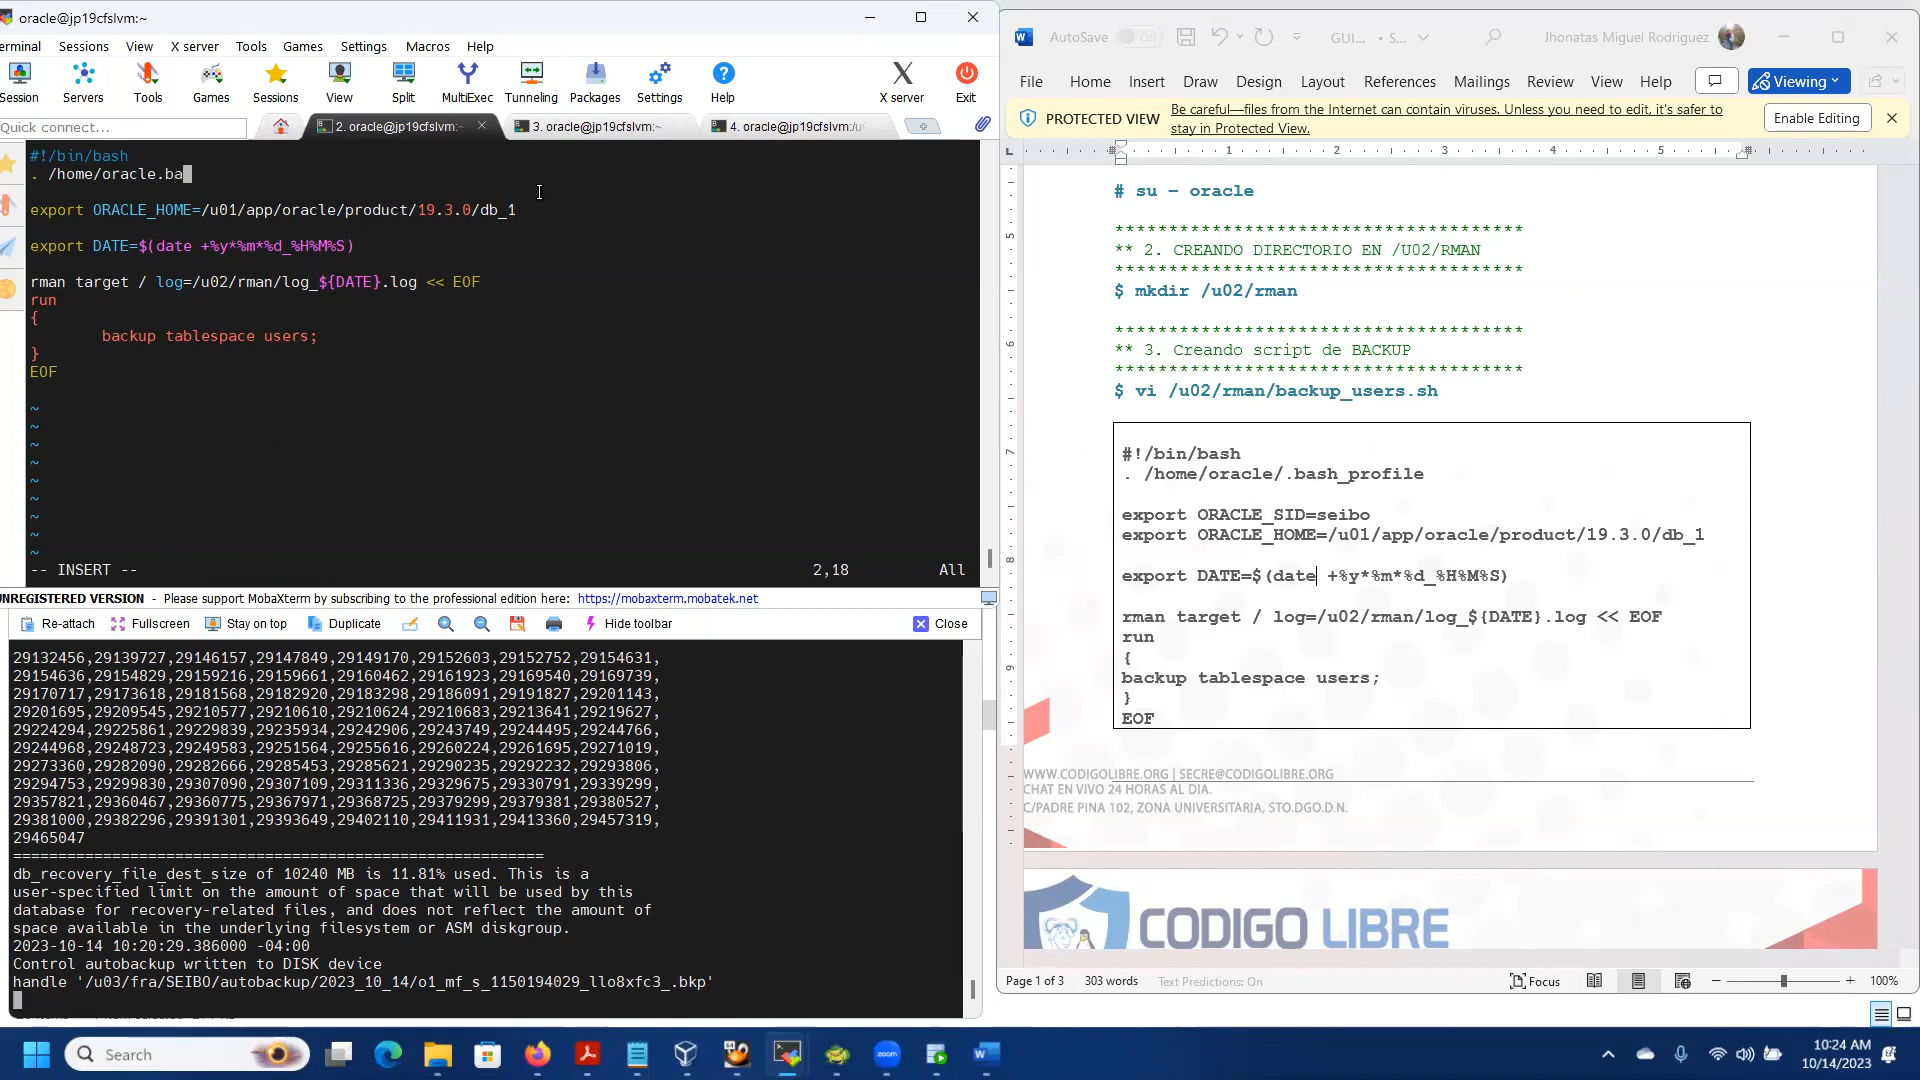 oracle@jp19cfslvm:~
erminal Sessions View X server Tools Games Settings Macros Help
Session Servers Tools Games Sessions View Split MultiExec Tunneling Packages Settings Help X server Exit
Quick connect... 2. oracle@jp19cfslvm:~ 3. oracle@jp19cfslvm:~ 4. oracle@jp19cfslvm:/u
#!/bin/bash
. /home/oracle.ba
export ORACLE_HOME=/u01/app/oracle/product/19.3.0/db_1
export DATE=$(date +%y*%m*%d_%H%M%S)
rman target / log=/u02/rman/log_${DATE}.log << EOF
run
{
backup tablespace users;
}
EOF
~
~
~
~
~
~
~
~
~
-- INSERT -- 2,18 All
UNREGISTERED VERSION - Please support MobaXterm by subscribing to the professional edition here: https://mobaxterm.mobatek.net
Re-attach Fullscreen Stay on top Duplicate Hide toolbar Close
29132456,29139727,29146157,29147849,29149170,29152603,29152752,29154631,
29154636,29154829,29159216,29159661,29160462,29161923,29169540,29169739,
29170717,29173618,29181568,29182920,29183298,29186091,29191827,29201143,
29201695,29209545,29210577,29210610,29210624,29210683,29213641,29219627,
29224294,29225861,29229839,29235934,29242906,29243749,29244495,29244766,
29244968,29248723,29249583,29251564,29255616,29260224,29261695,29271019,
29273360,29282090,29282666,29285453,29285621,29290235,29292232,29293806,
29294753,29299830,29307090,29307109,29311336,29329675,29330791,29339299,
29357821,29360467,29360775,29367971,29368725,29379299,29379381,29380527,
29381000,29382296,29391301,29393649,29402110,29411931,29413360,29457319,
29465047
===========================================================
db_recovery_file_dest_size of 10240 MB is 11.81% used. This is a
user-specified limit on the amount of space that will be used by this
database for recovery-related files, and does not reflect the amount of
space available in the underlying filesystem or ASM diskgroup.
2023-10-14 10:20:29.386000 -04:00
Control autobackup written to DISK device
handle '/u03/fra/SEIBO/autobackup/2023_10_14/o1_mf_s_1150194029_llo8xfc3_.bkp'
AutoSave Off GUI... • S... Jhonatas Miguel Rodriguez
File Home Insert Draw Design Layout References Mailings Review View Help Viewing
PROTECTED VIEW Be careful—files from the Internet can contain viruses. Unless you need to edit, it's safer to
stay in Protected View. Enable Editing
1 2 3 4 5
# su – oracle
**************************************
** 2. CREANDO DIRECTORIO EN /U02/RMAN
**************************************
$ mkdir /u02/rman
**************************************
** 3. Creando script de BACKUP
**************************************
$ vi /u02/rman/backup_users.sh
#!/bin/bash
. /home/oracle/.bash_profile
export ORACLE_SID=seibo
export ORACLE_HOME=/u01/app/oracle/product/19.3.0/db_1
export DATE=$(date +%y*%m*%d_%H%M%S)
rman target / log=/u02/rman/log_${DATE}.log << EOF
run
{
backup tablespace users;
}
EOF
WWW.CODIGOLIBRE.ORG | SECRE@CODIGOLIBRE.ORG
CHAT EN VIVO 24 HORAS AL DIA.
C/PADRE PINA 102, ZONA UNIVERSITARIA, STO.DGO.D.N.
CODIGO LIBRE
Page 1 of 3 303 words Text Predictions: On Focus 100%
Search zoom 10:24 AM
10/14/2023